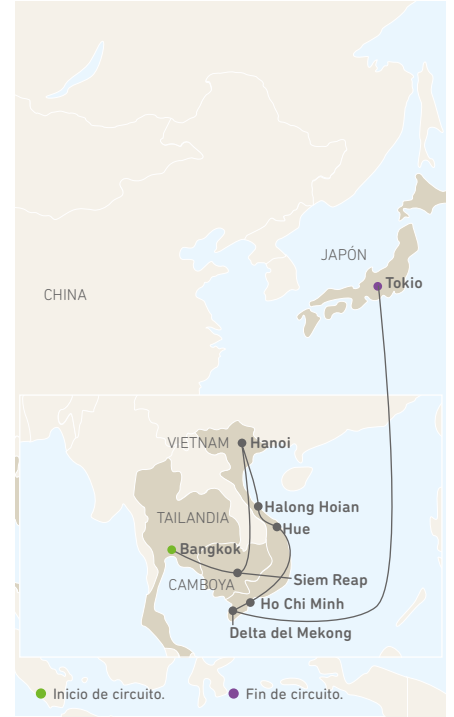 JAPÓN
Tokio
CHINA
VIETNAM
Hanoi
Halong Hoian
TAILANDIA
Hue
Bangkok
Siem Reap
CAMBOYA
Ho Chi Minh
Delta del Mekong
Inicio de circuito.
Fin de circuito.